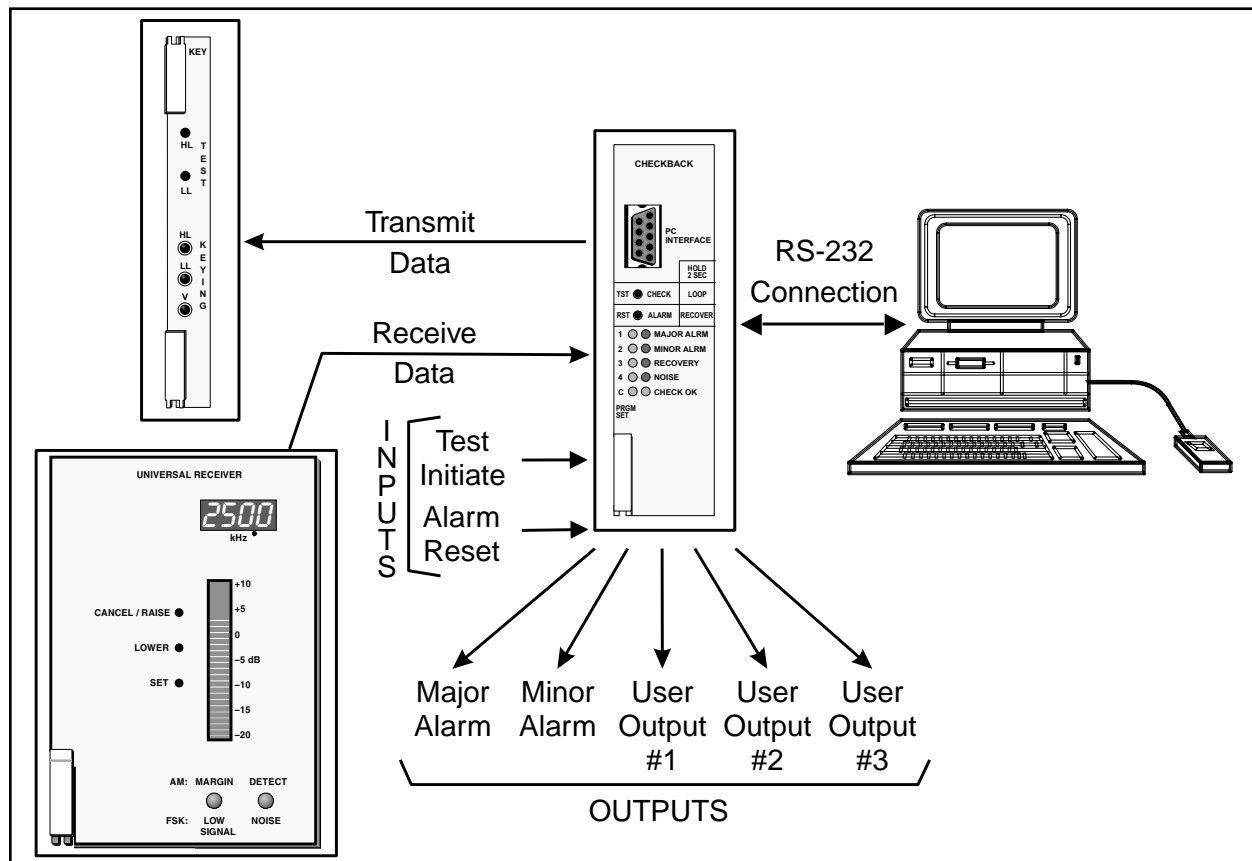 KEY
HL
LL
TEST
HL
LL
V
KEYING
Transmit
Data
Receive
Data
CHECKBACK
PC
INTERFACE
HOLD
2 SEC
TST CHECK LOOP
RST ALARM RECOVER
1 MAJOR ALRM
2 MINOR ALRM
3 RECOVERY
4 NOISE
C CHECK OK
PRGM
SET
RS-232
Connection
INPUTS
Test
Initiate
Alarm
Reset
UNIVERSAL RECEIVER
2500
kHz
+10
+5
0
–5 dB
–10
–15
–20
CANCEL / RAISE
LOWER
SET
AM: MARGIN DETECT
FSK: LOW SIGNAL NOISE
Major
Alarm
Minor
Alarm
User
Output
#1
User
Output
#2
User
Output
#3
OUTPUTS